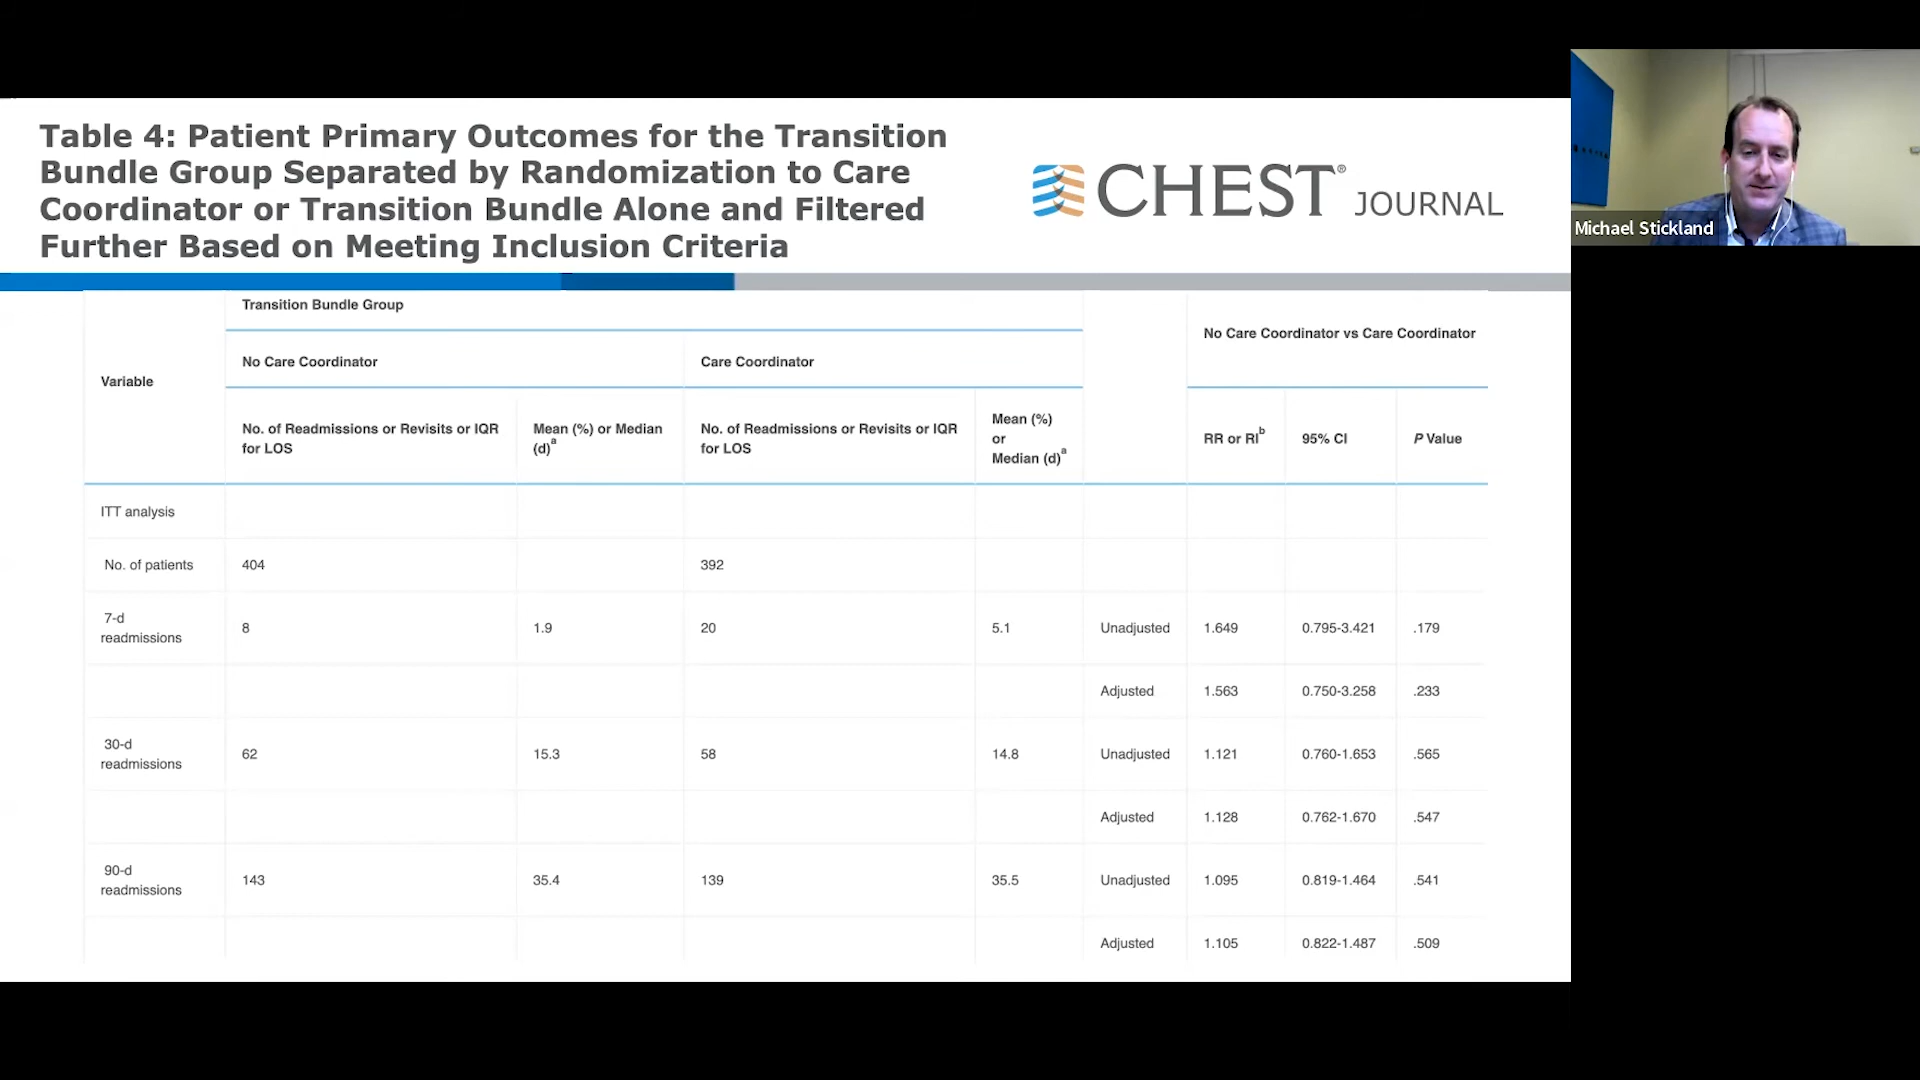 Table 4: Patient Primary Outcomes for the Transition
Bundle Group Separated by Randomization to Care
Coordinator or Transition Bundle Alone and Filtered
Further Based on Meeting Inclusion Criteria
CHEST® JOURNAL
Michael Stickland
Transition Bundle Group
No Care Coordinator vs Care Coordinator
No Care Coordinator
Care Coordinator
Variable
No. of Readmissions or Revisits or IQR
for LOS
Mean (%) or Median
(d)a
No. of Readmissions or Revisits or IQR
for LOS
Mean (%)
or
Median (d)a
RR or RIb
95% CI
P Value
ITT analysis
No. of patients 404 392
7-d
readmissions
8 1.9 20 5.1 Unadjusted 1.649 0.795-3.421 .179
Adjusted 1.563 0.750-3.258 .233
30-d
readmissions
62 15.3 58 14.8 Unadjusted 1.121 0.760-1.653 .565
Adjusted 1.128 0.762-1.670 .547
90-d
readmissions
143 35.4 139 35.5 Unadjusted 1.095 0.819-1.464 .541
Adjusted 1.105 0.822-1.487 .509